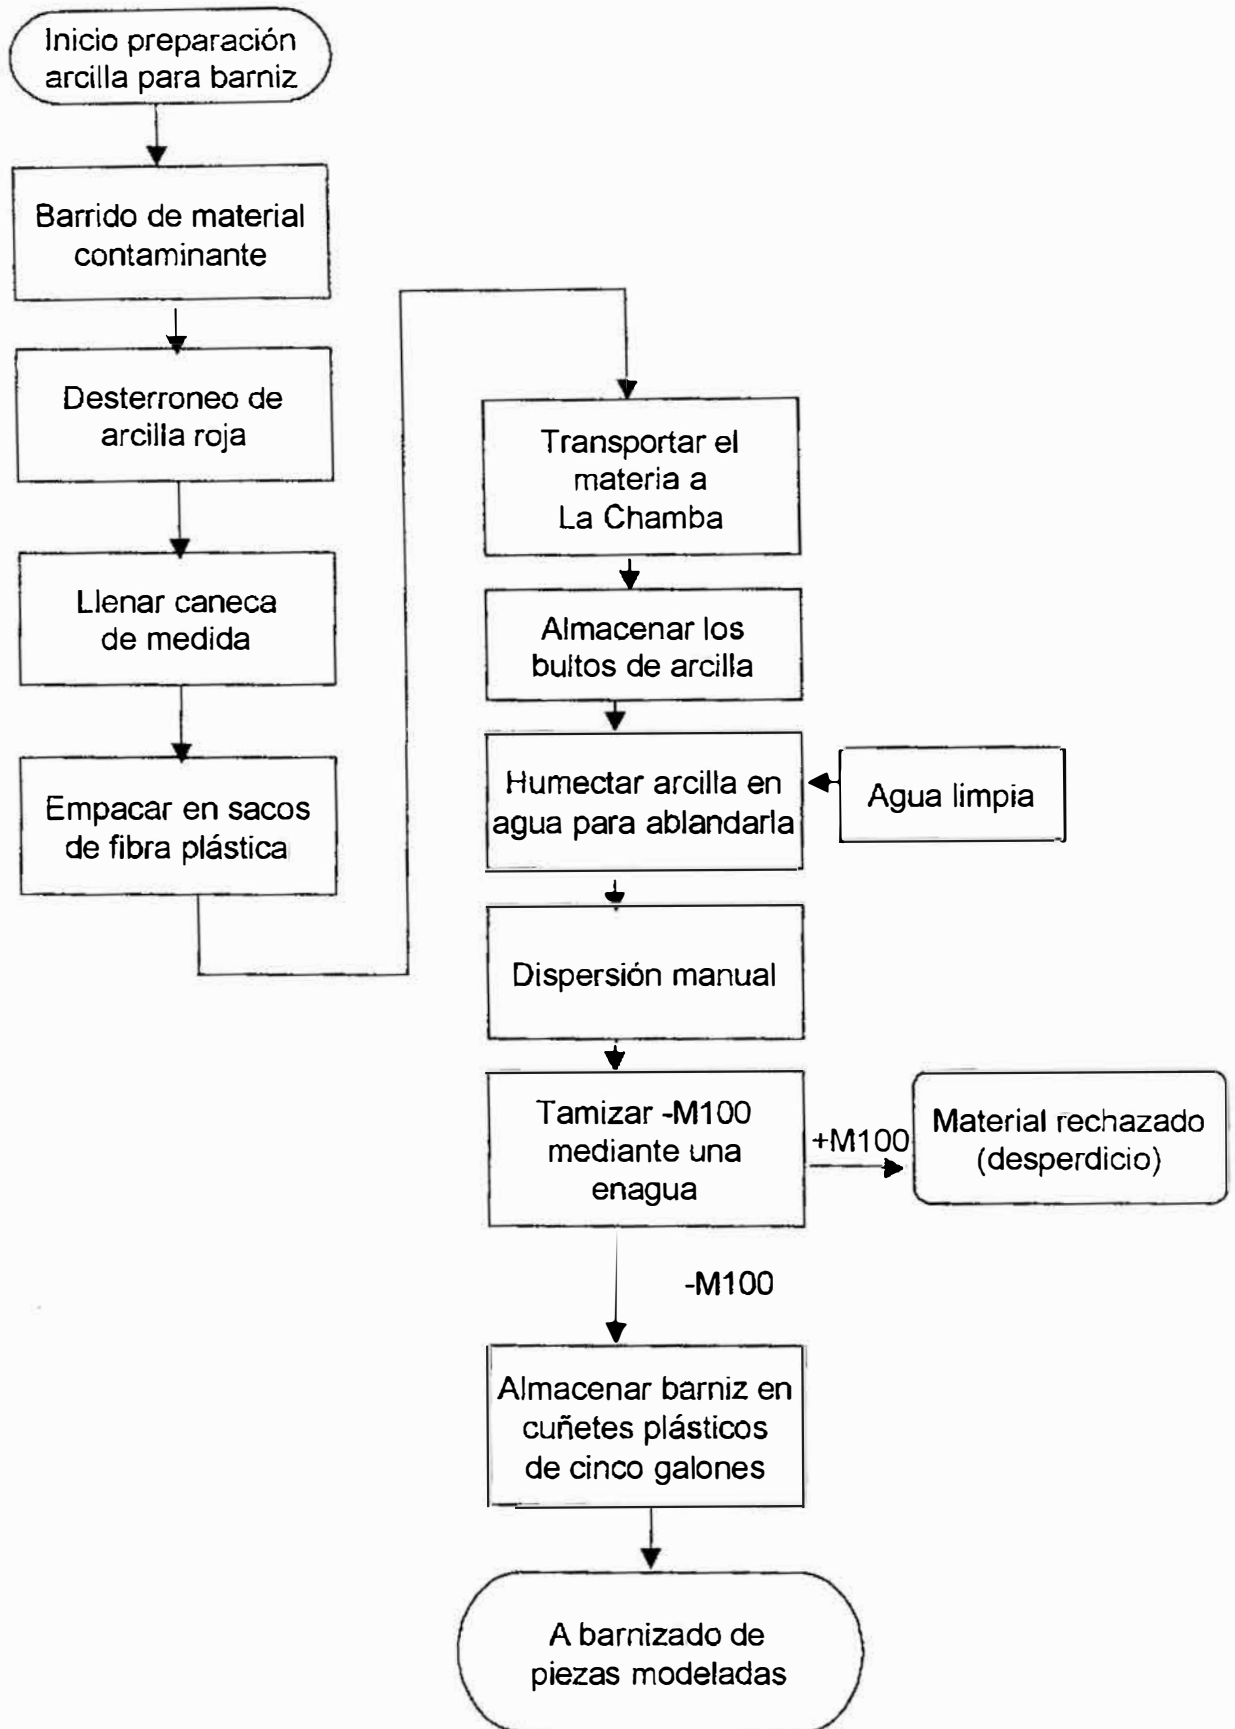 Inicio preparación
arcilla para barniz
Barrido de material
contaminante
Desterroneo de
arcilla roja
Llenar caneca
de medida
Empacar en sacos
de fibra plástica
Transportar el
materia a
La Chamba
Almacenar los
bultos de arcilla
Humectar arcilla en
agua para ablandarla
Agua limpia
Dispersión manual
Tamizar -M100
mediante una
enagua
+M100
Material rechazado
(desperdicio)
-M100
Almacenar barniz en
cuñetes plásticos
de cinco galones
A barnizado de
piezas modeladas